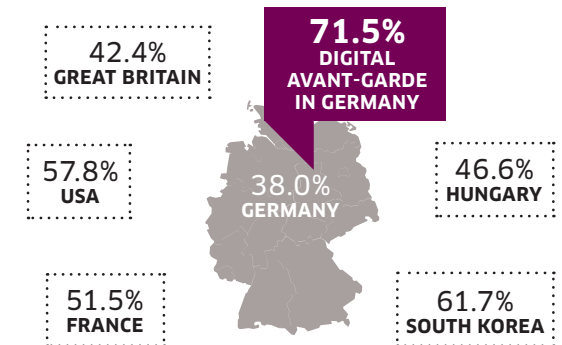 42.4%
GREAT BRITAIN
71.5%
DIGITAL
AVANT-GARDE
IN GERMANY
57.8%
USA
38.0%
GERMANY
46.6%
HUNGARY
51.5%
FRANCE
61.7%
SOUTH KOREA